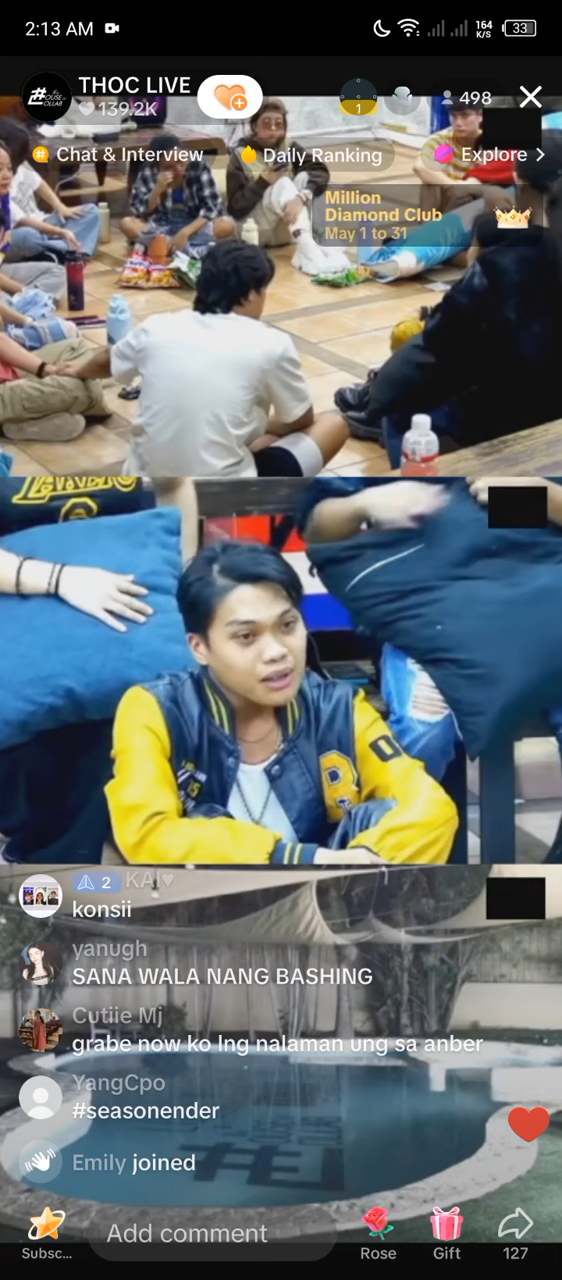 2:13 AM
164
K/S
33
THOC LIVE
139.2K
1
498
Chat & Interview
Daily Ranking
Explore
Million
Diamond Club
May 1 to 31
2 KAI♥
konsii
yanugh
SANA WALA NANG BASHING
Cutiie Mj
grabe now ko lng nalaman ung sa anber
YangCpo
#seasonender
Emily joined
Subsc...
Add comment
Rose
Gift
127